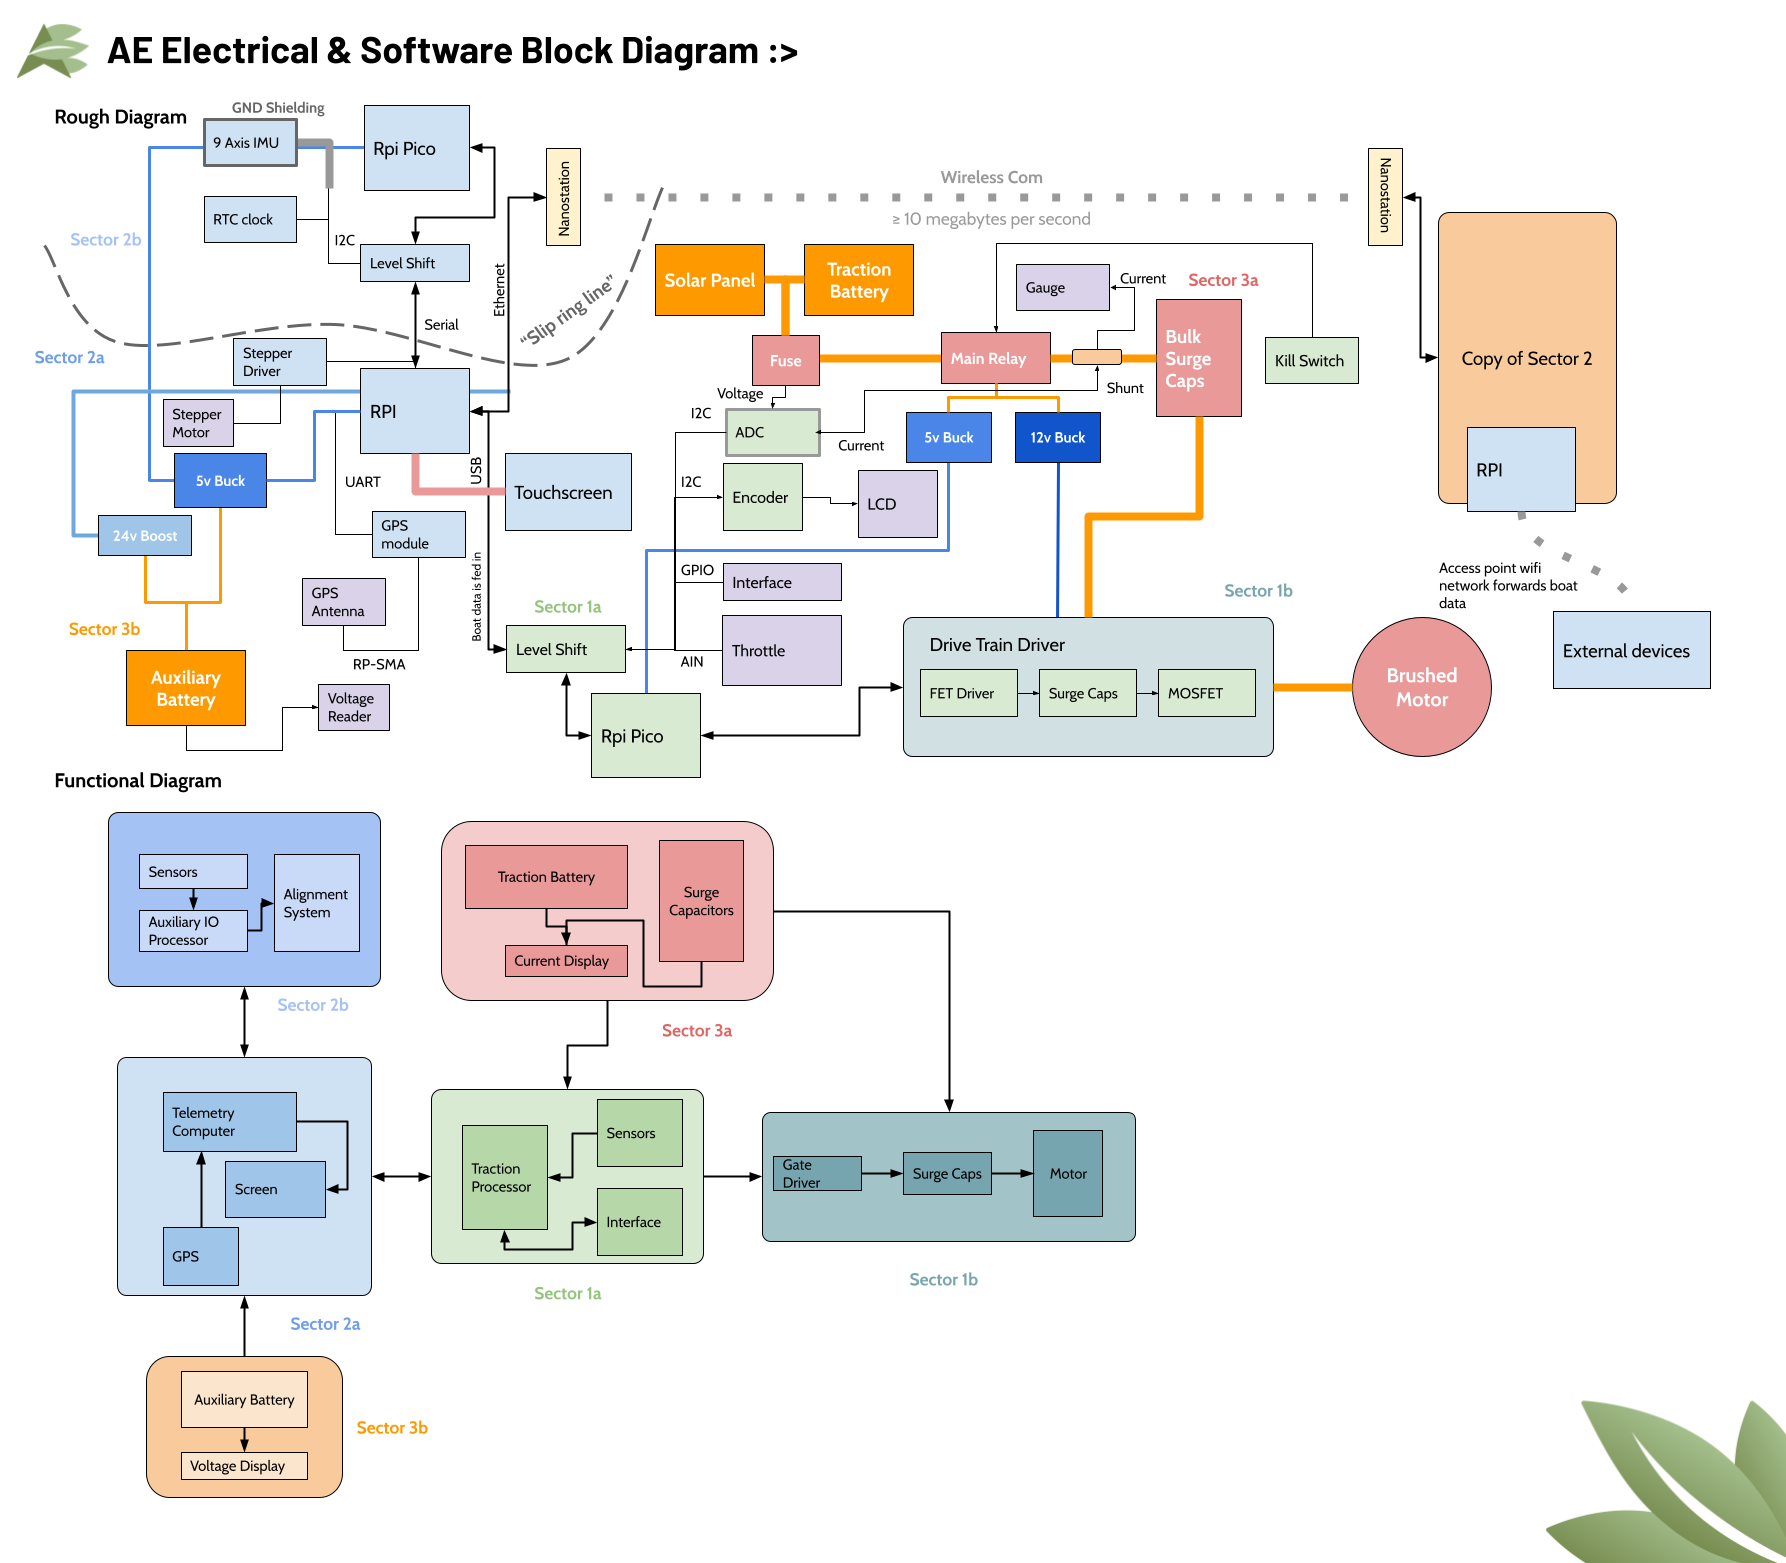 AE Electrical & Software Block Diagram :>
Rough Diagram
GND Shielding
9 Axis IMU
Rpi Pico
RTC clock
I2C
Level Shift
Sector 2b
Serial
Ethernet
"Slip ring line"
Nanostation
Wireless Com
≥ 10 megabytes per second
Nanostation
Copy of Sector 2
RPI
Access point wifi
network forwards boat
data
External devices
Sector 2a
Stepper
Driver
Stepper
Motor
RPI
5v Buck
24v Boost
UART
USB
Touchscreen
GPS
module
GPS
Antenna
RP-SMA
Boat data is fed in
Sector 3b
Auxiliary
Battery
Voltage
Reader
Solar Panel
Traction
Battery
Gauge
Current
Sector 3a
Fuse
Main Relay
Bulk
Surge
Caps
Kill Switch
Shunt
Voltage
I2C
ADC
Current
5v Buck
12v Buck
I2C
Encoder
LCD
GPIO
Interface
Sector 1a
Level Shift
AIN
Throttle
Rpi Pico
Sector 1b
Drive Train Driver
FET Driver
Surge Caps
MOSFET
Brushed
Motor
Functional Diagram
Sensors
Auxiliary IO
Processor
Alignment
System
Sector 2b
Traction Battery
Surge
Capacitors
Current Display
Sector 3a
Telemetry
Computer
Screen
GPS
Sector 2a
Traction
Processor
Sensors
Interface
Sector 1a
Gate
Driver
Surge Caps
Motor
Sector 1b
Auxiliary Battery
Voltage Display
Sector 3b